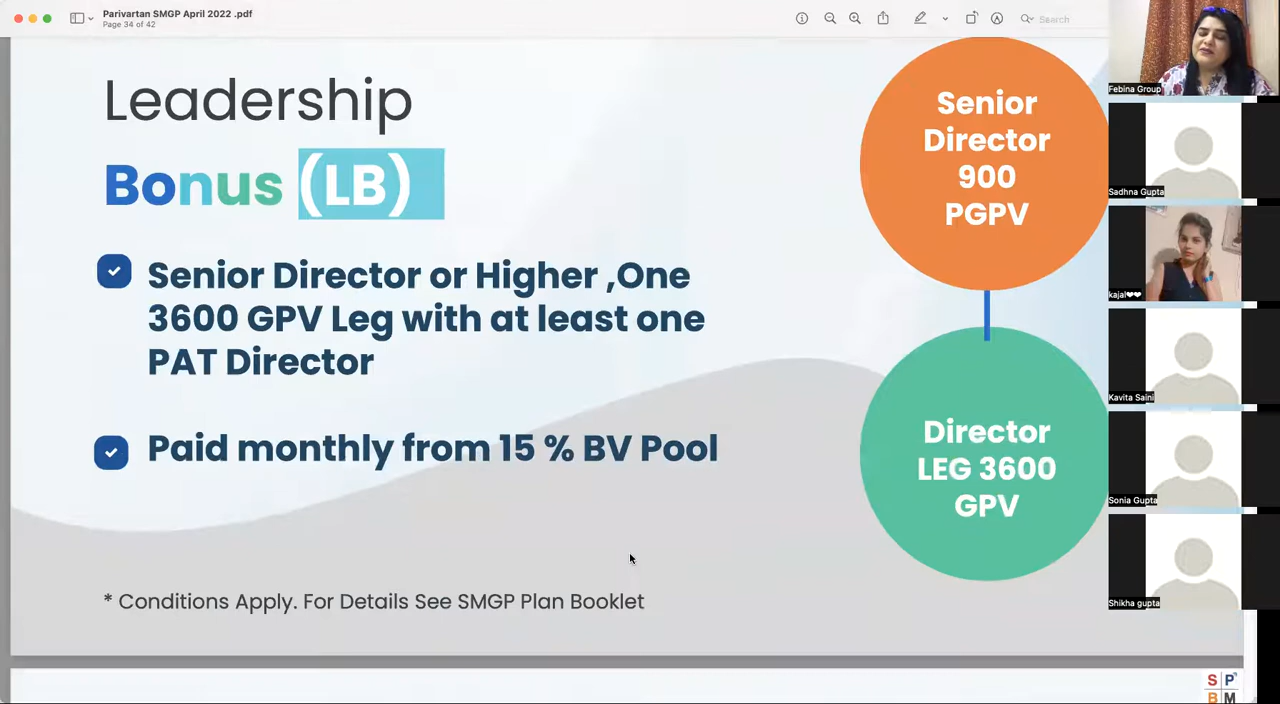 Parivartan SMGP April 2022 .pdf
Page 34 of 42
Search
Leadership
Bonus (LB)
Senior Director or Higher ,One
3600 GPV Leg with at least one
PAT Director
Paid monthly from 15 % BV Pool
* Conditions Apply. For Details See SMGP Plan Booklet
Senior
Director
900
PGPV
Director
LEG 3600
GPV
Febina Group
Sadhna Gupta
kajal❤❤
Kavita Saini
Sonia Gupta
Shikha gupta
S P
B M